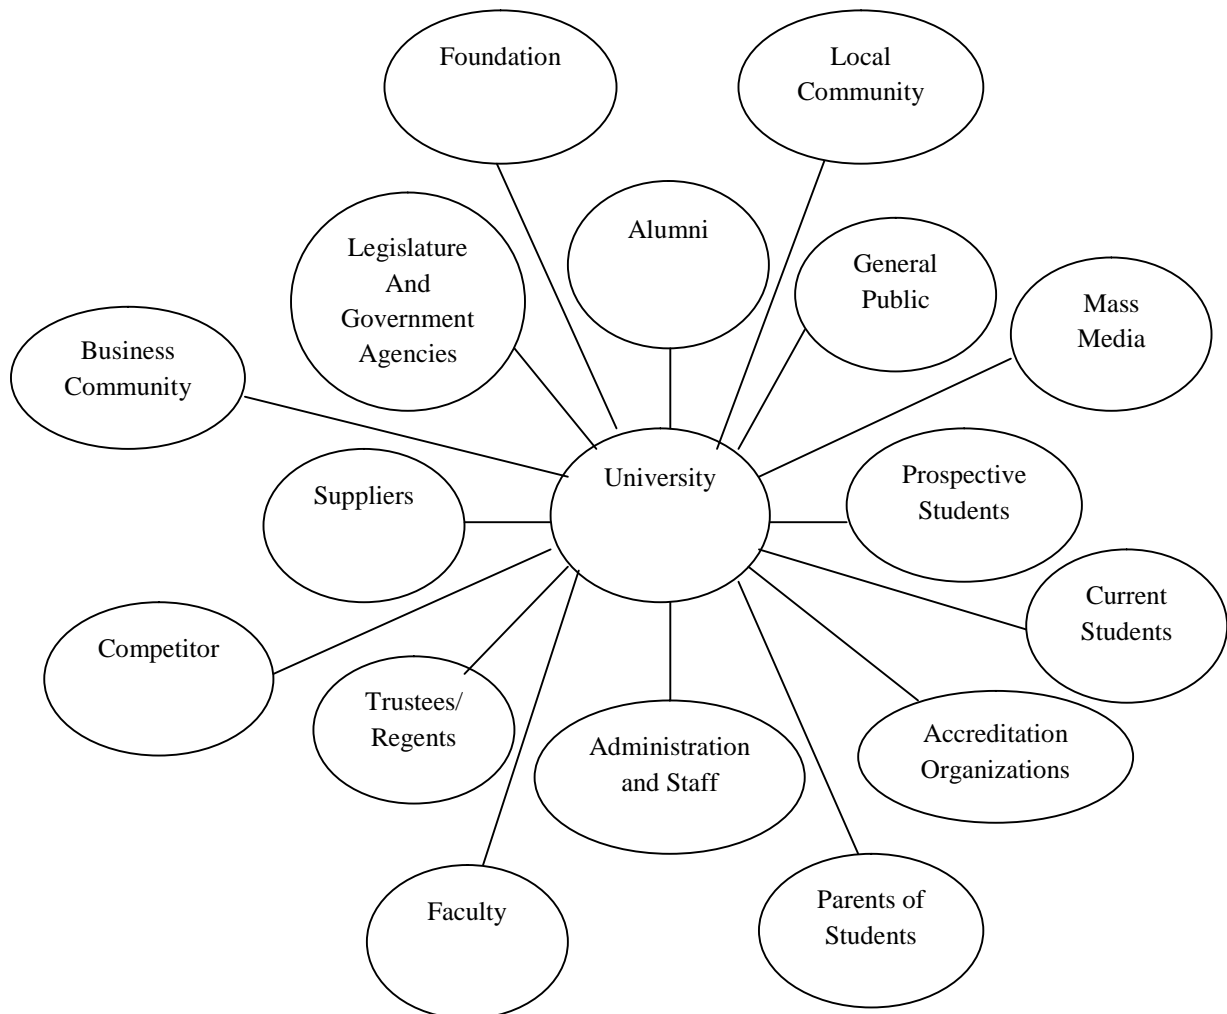 Foundation
Local
Community
Alumni
Legislature
And
Government
Agencies
General
Public
Mass
Media
Business
Community
University
Prospective
Students
Suppliers
Current
Students
Competitor
Trustees/
Regents
Administration
and Staff
Accreditation
Organizations
Faculty
Parents of
Students